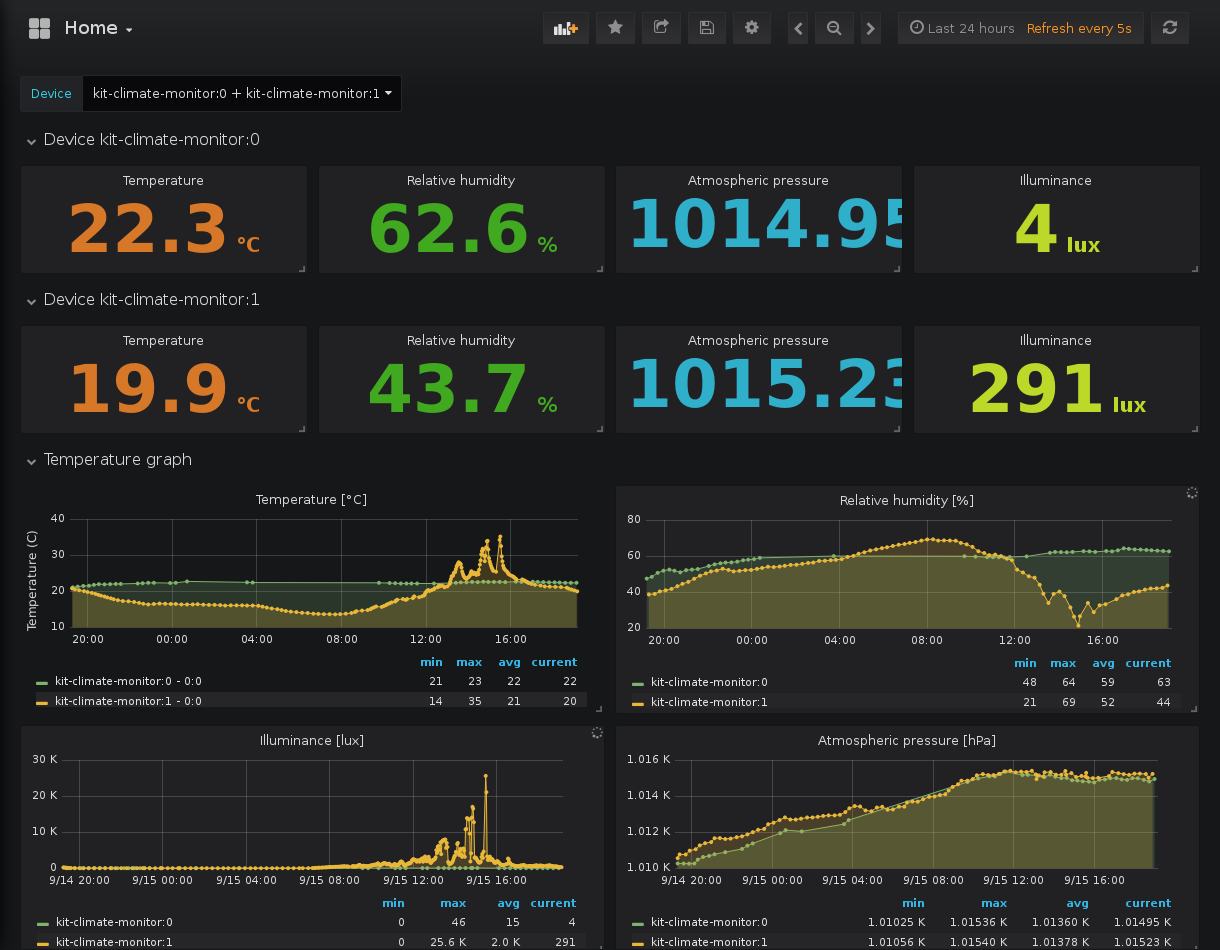 Home
Last 24 hours Refresh every 5s
Device kit-climate-monitor:0 + kit-climate-monitor:1
Device kit-climate-monitor:0
Temperature Relative humidity Atmospheric pressure Illuminance
22.3 °C 62.6 % 1014.95 4 lux
Device kit-climate-monitor:1
Temperature Relative humidity Atmospheric pressure Illuminance
19.9 °C 43.7 % 1015.23 291 lux
Temperature graph
Temperature [°C]
Temperature (C)
40
30
20
10
20:00 00:00 04:00 08:00 12:00 16:00
min max avg current
kit-climate-monitor:0 - 0:0 21 23 22 22
kit-climate-monitor:1 - 0:0 14 35 21 20
Relative humidity [%]
80
60
40
20
20:00 00:00 04:00 08:00 12:00 16:00
min max avg current
kit-climate-monitor:0 48 64 59 63
kit-climate-monitor:1 21 69 52 44
Illuminance [lux]
30 K
20 K
10 K
0
9/14 20:00 9/15 00:00 9/15 04:00 9/15 08:00 9/15 12:00 9/15 16:00
min max avg current
kit-climate-monitor:0 0 46 15 4
kit-climate-monitor:1 0 25.6 K 2.0 K 291
Atmospheric pressure [hPa]
1.016 K
1.014 K
1.012 K
1.010 K
9/14 20:00 9/15 00:00 9/15 04:00 9/15 08:00 9/15 12:00 9/15 16:00
min max avg current
kit-climate-monitor:0 1.01025 K 1.01536 K 1.01360 K 1.01495 K
kit-climate-monitor:1 1.01056 K 1.01540 K 1.01378 K 1.01523 K